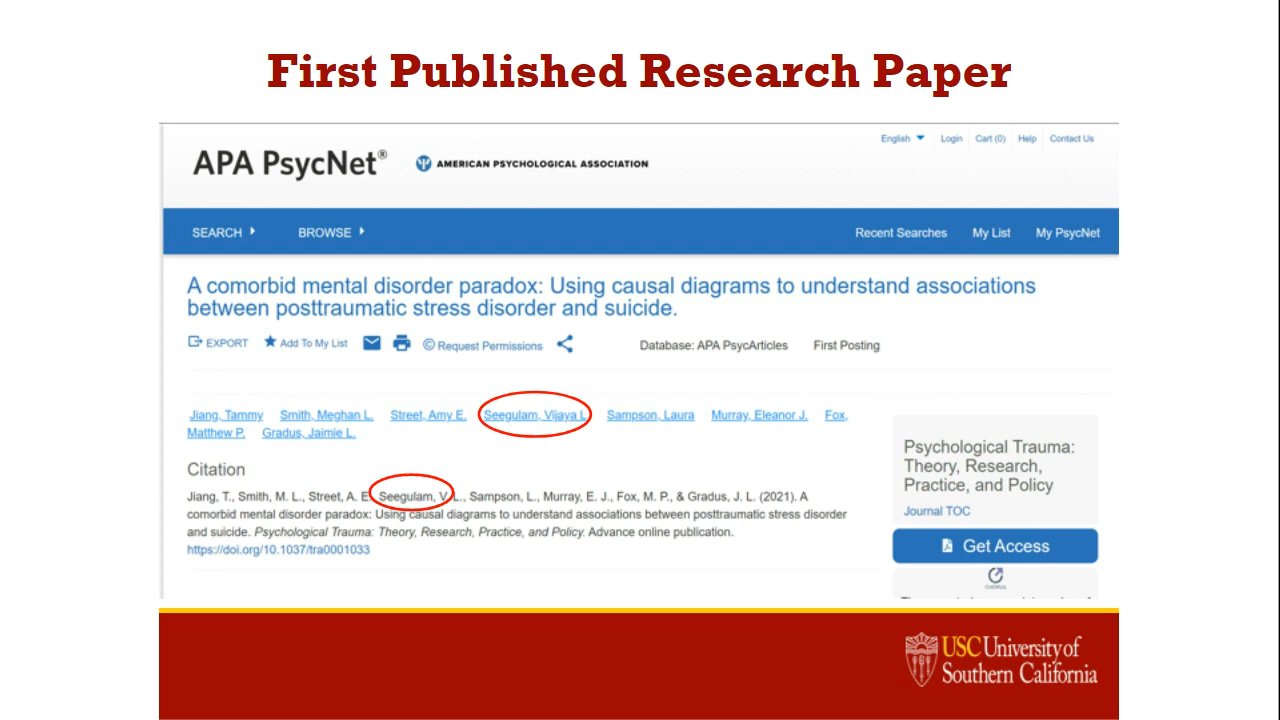 First Published Research Paper
English Login Cart (0) Help Contact Us
APA PsycNet® AMERICAN PSYCHOLOGICAL ASSOCIATION
SEARCH BROWSE Recent Searches My List My PsycNet
A comorbid mental disorder paradox: Using causal diagrams to understand associations
between posttraumatic stress disorder and suicide.
EXPORT Add To My List © Request Permissions Database: APA PsycArticles First Posting
Jiang, Tammy Smith, Meghan L. Street, Amy E. Seegulam, Vijaya L Sampson, Laura Murray, Eleanor J. Fox,
Matthew P. Gradus, Jaimie L.
Citation
Jiang, T., Smith, M. L., Street, A. E. Seegulam, V. L., Sampson, L., Murray, E. J., Fox, M. P., & Gradus, J. L. (2021). A
comorbid mental disorder paradox: Using causal diagrams to understand associations between posttraumatic stress disorder
and suicide. Psychological Trauma: Theory, Research, Practice, and Policy. Advance online publication.
https://doi.org/10.1037/tra0001033
Psychological Trauma:
Theory, Research,
Practice, and Policy
Journal TOC
Get Access
CHORUS
USC University of
Southern California